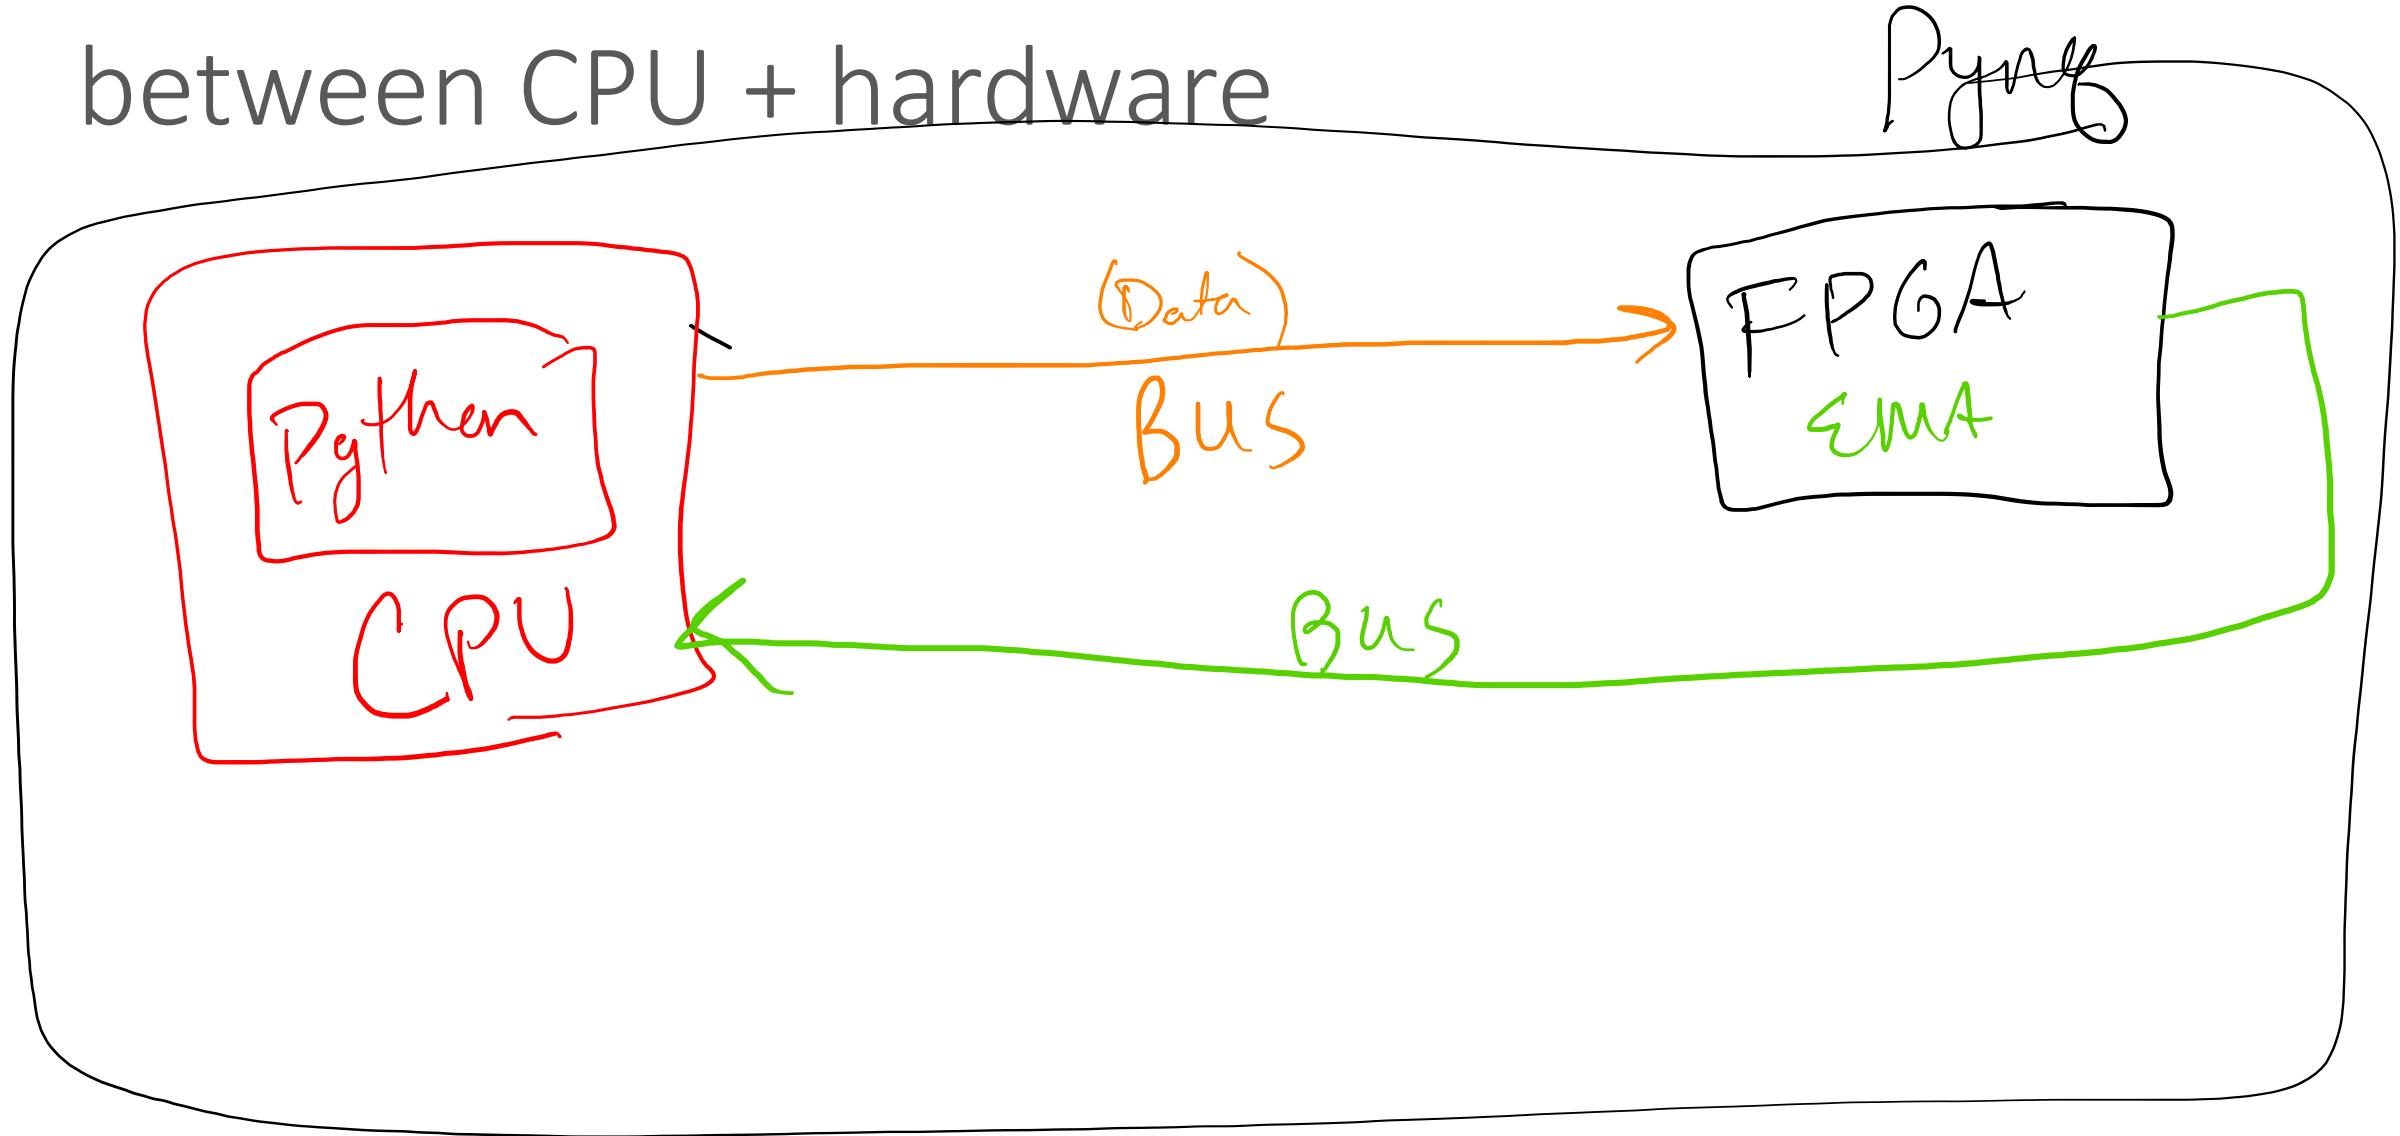 between CPU + hardware
Pynq
(Data)
FPGA
BUS
EMA
Python
CPU
BUS